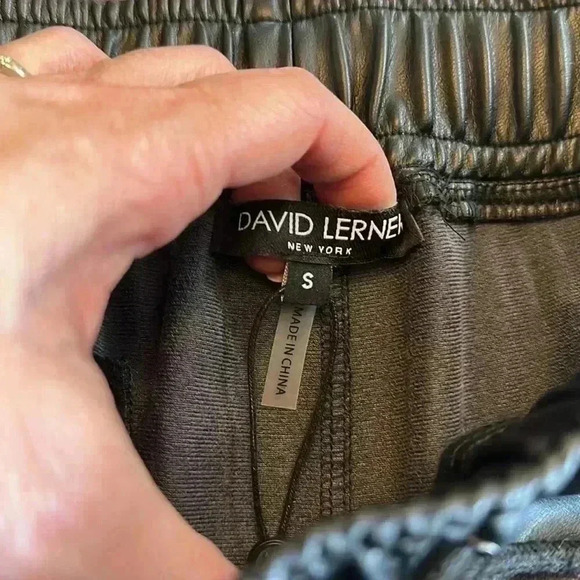 DAVID LERNER
NEW YORK
S
MADE IN CHINA